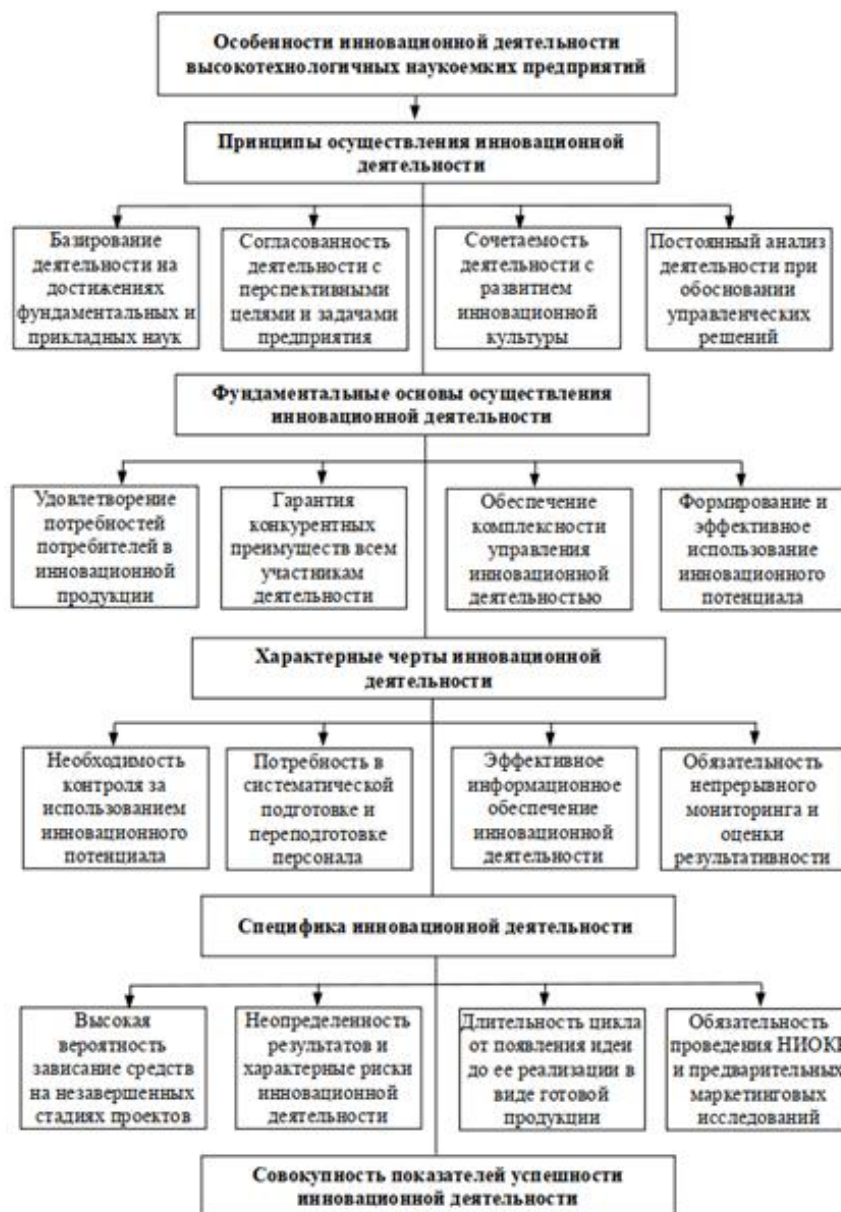 Особенности инновационной деятельности
высокотехнологичных наукоемких предприятий
Принципы осуществления инновационной
деятельности
Базирование
деятельности на
достижениях
фундаментальных и
прикладных наук
Согласованность
деятельности с
перспективными
целями и задачами
предприятия
Сочетаемость
деятельности с
развитием
инновационной
культуры
Постоянный анализ
деятельности при
обосновании
управленческих
решений
Фундаментальные основы осуществления
инновационной деятельности
Удовлетворение
потребностей
потребителей в
инновационной
продукции
Гарантия
конкурентных
преимуществ всем
участникам
деятельности
Обеспечение
комплексности
управления
инновационной
деятельностью
Формирование и
эффективное
использование
инновационного
потенциала
Характерные черты инновационной
деятельности
Необходимость
контроля за
использованием
инновационного
потенциала
Потребность в
систематической
подготовке и
переподготовке
персонала
Эффективное
информационное
обеспечение
инновационной
деятельности
Обязательность
непрерывного
мониторинга и
оценки
результативности
Специфика инновационной деятельности
Высокая
вероятность
зависание средств
на незавершенных
стадиях проектов
Неопределенность
результатов и
характерные риски
инновационной
деятельности
Длительность цикла
от появления идеи
до ее реализации в
виде готовой
продукции
Обязательность
проведения НИОКР
и предварительных
маркетинговых
исследований
Совокупность показателей успешности
инновационной деятельности